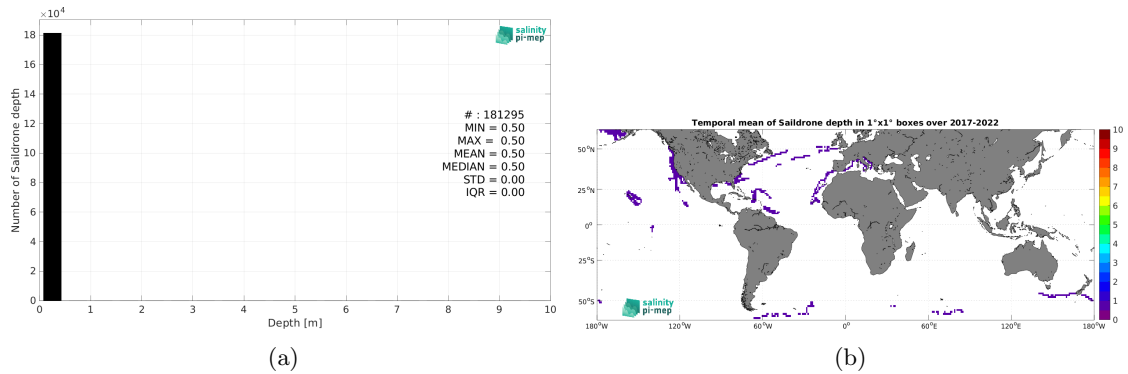 ×10⁴
18
16
14
12
10
8
6
4
2
0
Number of Saildrone depth
salinity
pi-mep
# : 181295
MIN = 0.50
MAX = 0.50
MEAN = 0.50
MEDIAN = 0.50
STD = 0.00
IQR = 0.00
0 1 2 3 4 5 6 7 8 9 10
Depth [m]
(a)
Temporal mean of Saildrone depth in 1°x1° boxes over 2017-2022
50°N
25°N
0°
25°S
50°S
salinity
pi-mep
180°W 120°W 60°W 0° 60°E 120°E 180°W
10
9
8
7
6
5
4
3
2
1
0
(b)